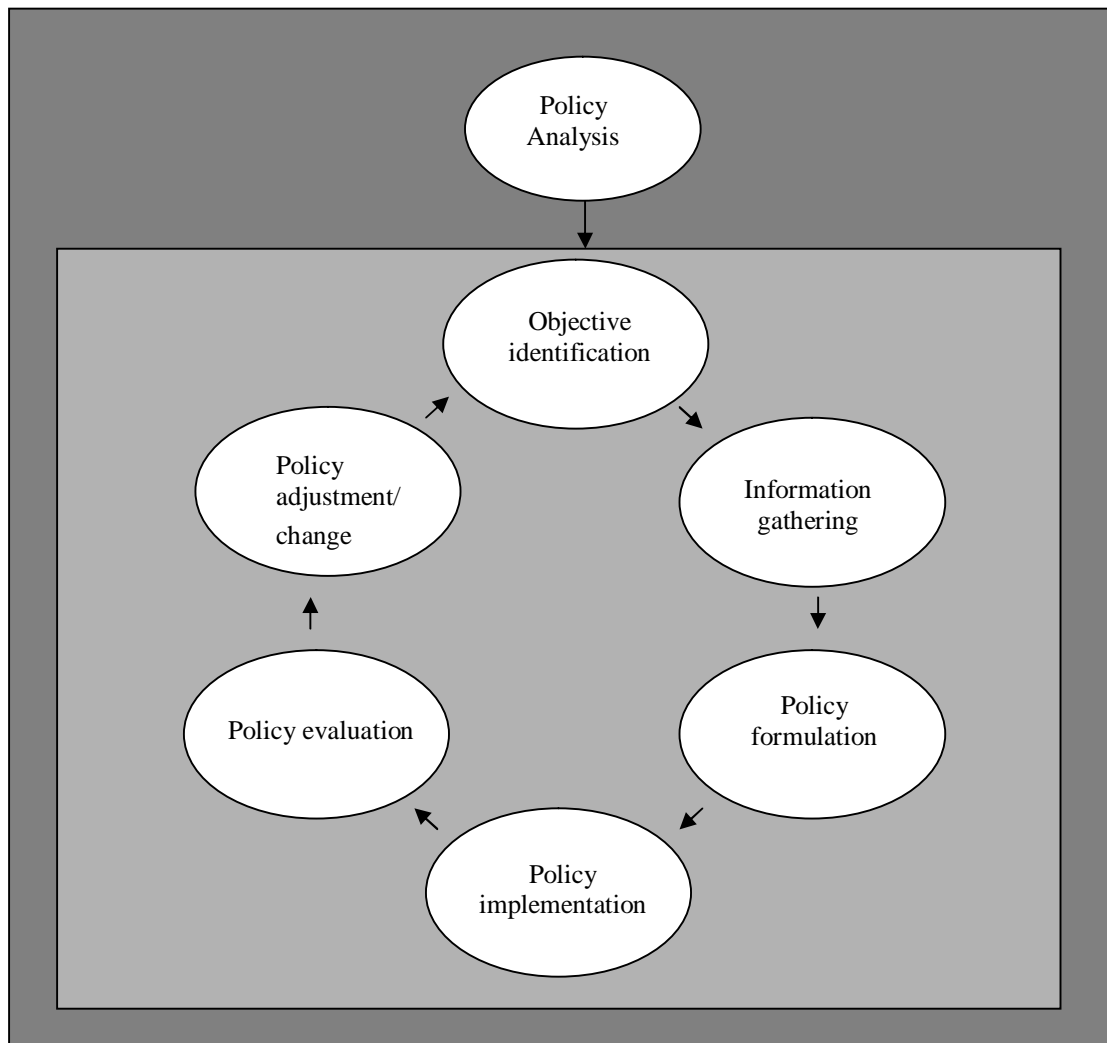 Policy
Analysis
Objective
identification
Information
gathering
Policy
formulation
Policy
implementation
Policy evaluation
Policy
adjustment/
change